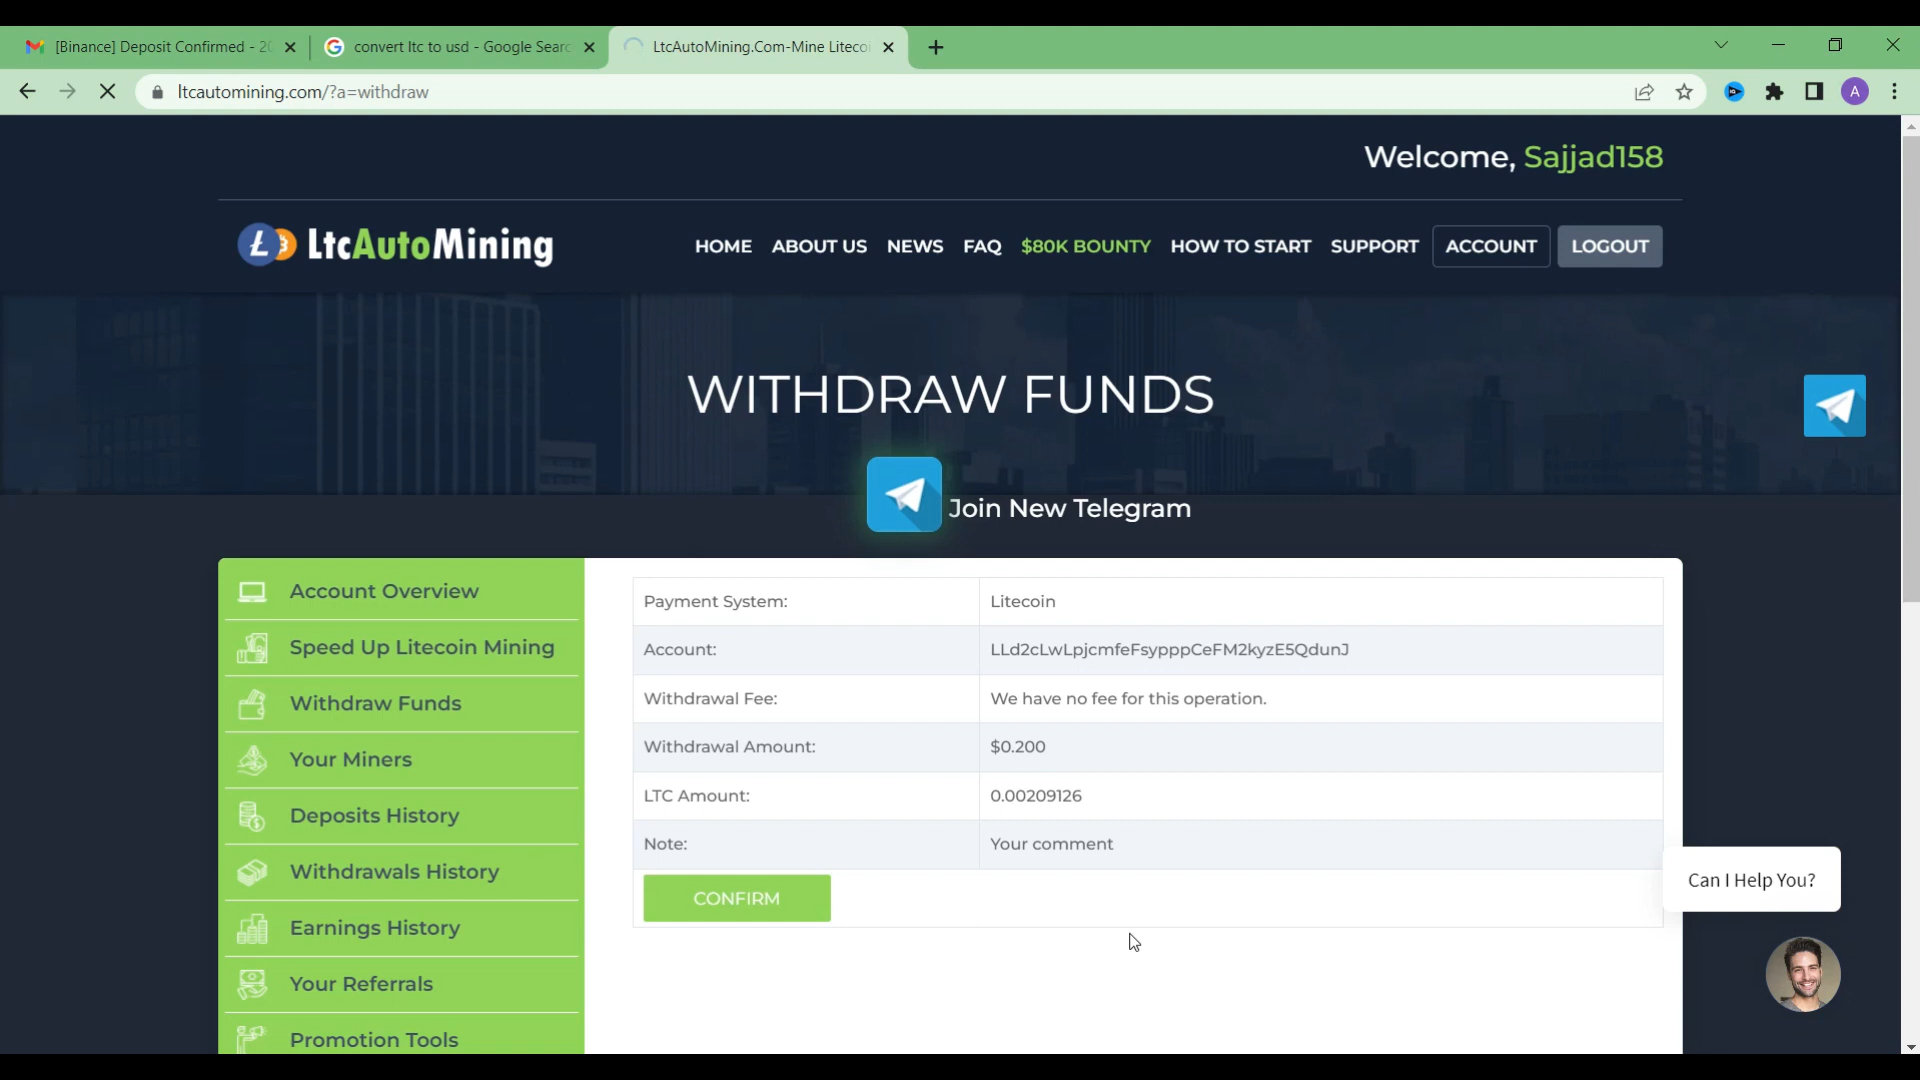 [Binance] Deposit Confirmed - 20
convert ltc to usd - Google Searc
LtcAutoMining.Com-Mine Liteco
ltcautomining.com/?a=withdraw
A
Welcome, Sajjad158
LtcAutoMining
HOME ABOUT US NEWS FAQ $80K BOUNTY HOW TO START SUPPORT ACCOUNT LOGOUT
WITHDRAW FUNDS
Join New Telegram
Account Overview
Speed Up Litecoin Mining
Withdraw Funds
Your Miners
Deposits History
Withdrawals History
Earnings History
Your Referrals
Promotion Tools
Payment System: Litecoin
Account: LLd2cLwLpjcmfeFsypppCeFM2kyzE5QdunJ
Withdrawal Fee: We have no fee for this operation.
Withdrawal Amount: $0.200
LTC Amount: 0.00209126
Note: Your comment
CONFIRM
Can I Help You?